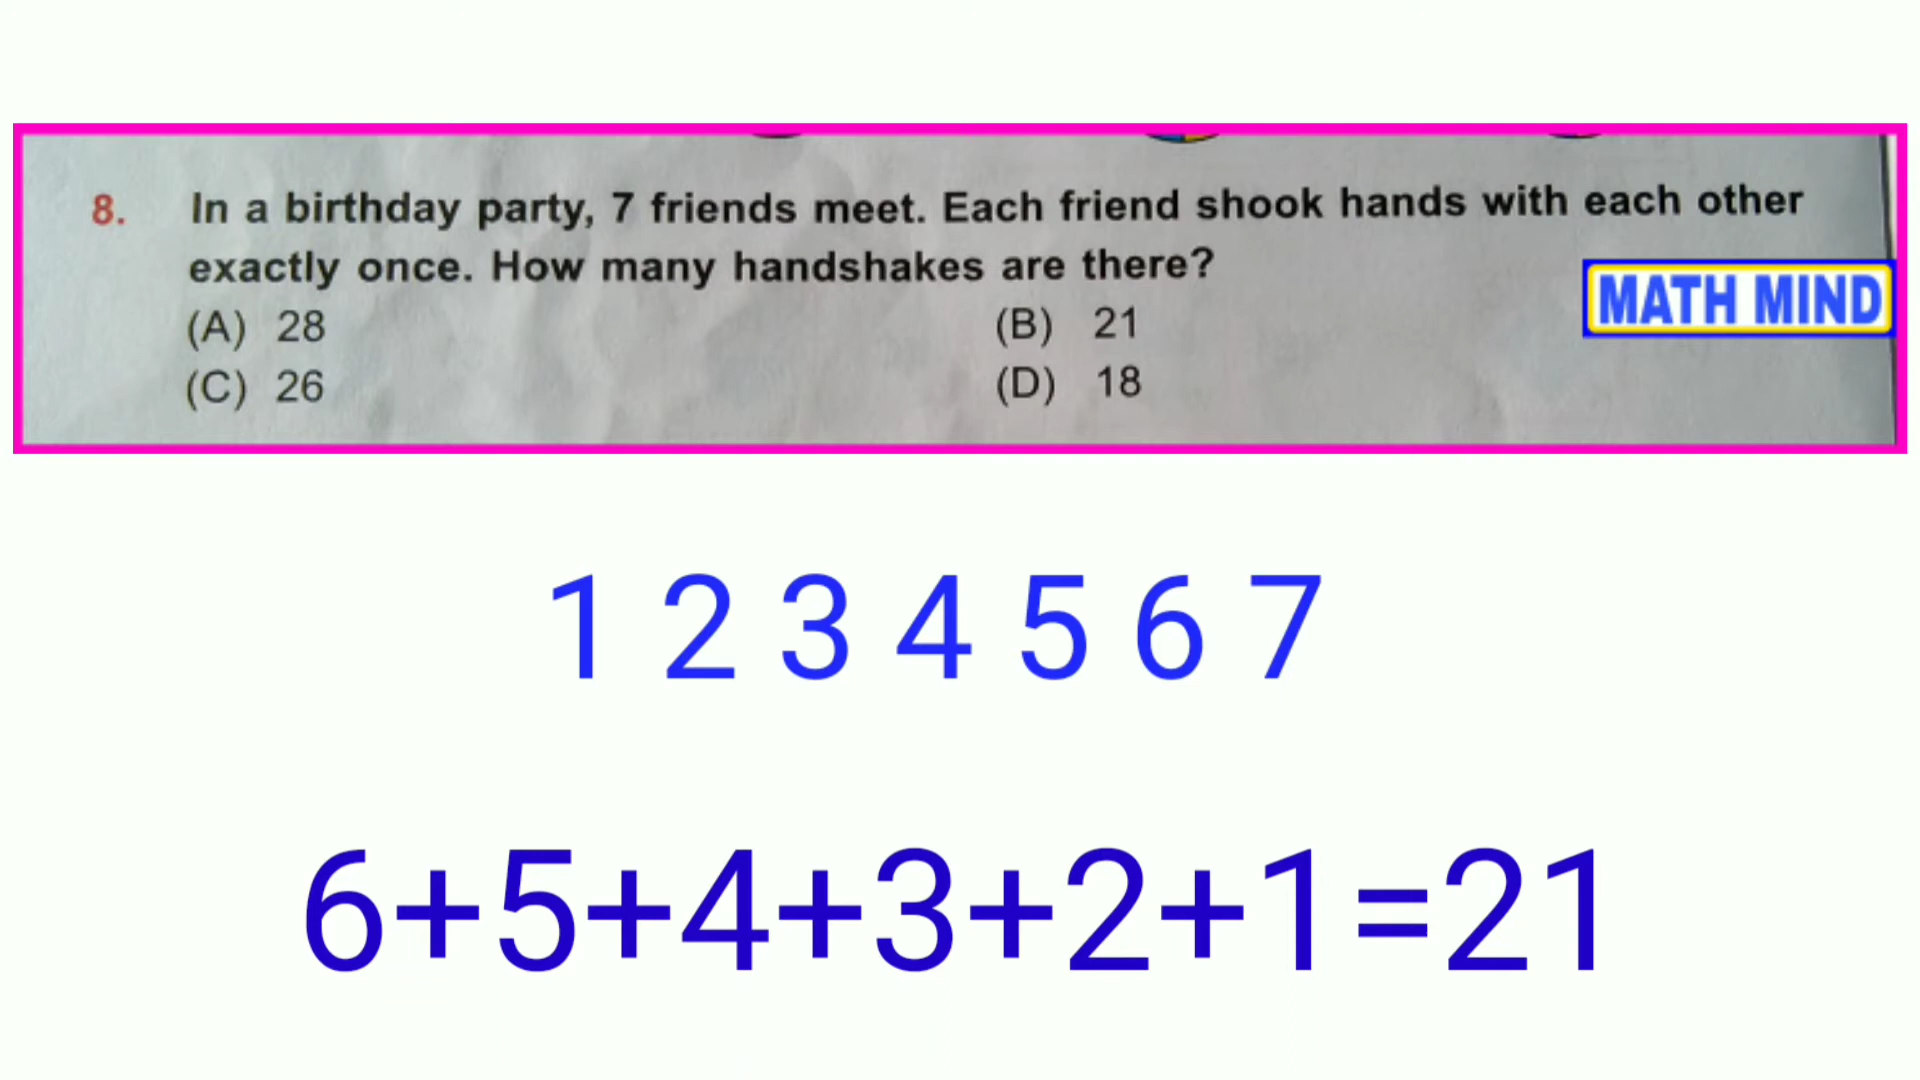 8. In a birthday party, 7 friends meet. Each friend shook hands with each other
exactly once. How many handshakes are there?
MATH MIND
(A) 28 (B) 21
(C) 26 (D) 18
1 2 3 4 5 6 7
6+5+4+3+2+1=21